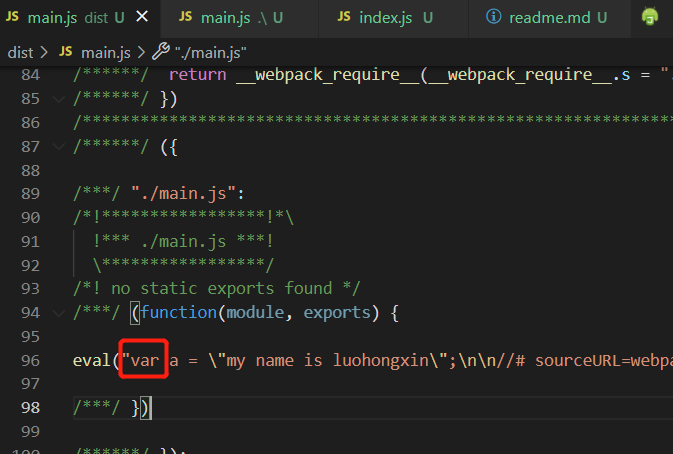 JS main.js dist U × JS main.js .\ U JS index.js U readme.md U
dist > JS main.js > "./main.js"
84 /******/ return __webpack_require__(__webpack_require__.s = ".
85 /******/ })
86 /************************************************************************
87 /******/ ({
88
89 /***/ "./main.js":
90 /*!*****************!*\
91 !*** ./main.js ***!
92 \*****************/
93 /*! no static exports found */
94 /***/ (function(module, exports) {
95
96 eval("var a = \"my name is luohongxin\";\n\n//# sourceURL=webpa
97
98 /***/ })
99
100 /******/ });